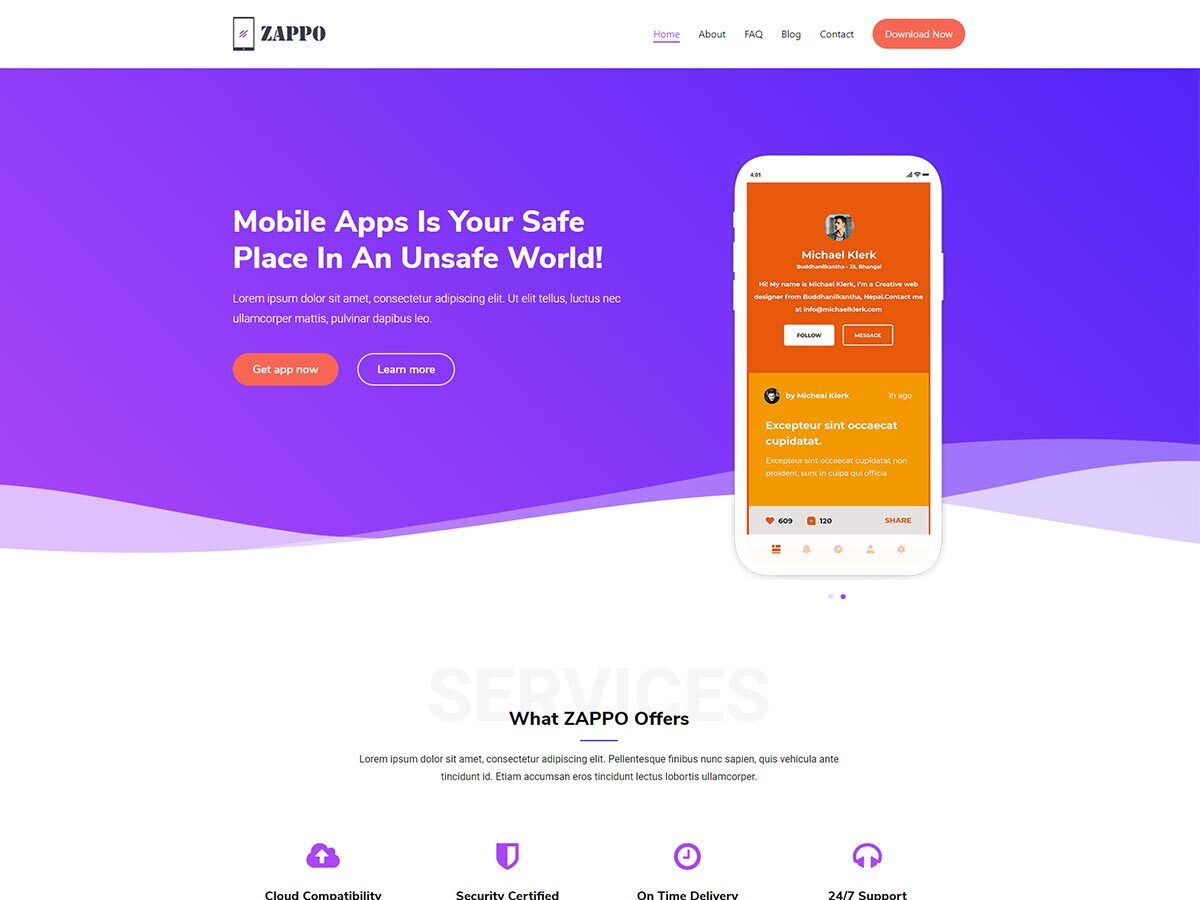 ZAPPO
Home About FAQ Blog Contact Download Now
Mobile Apps Is Your Safe
Place In An Unsafe World!
Lorem ipsum dolor sit amet, consectetur adipiscing elit. Ut elit tellus, luctus nec
ullamcorper mattis, pulvinar dapibus leo.
Get app now Learn more
4:01
Michael Klerk
Buddhanilkantha - 35, Bhangal
Hi! My name is Michael Klerk, I'm a Creative web
designer from Buddhanilkantha, Nepal.Contact me
at info@michaelklerk.com
FOLLOW MESSAGE
by Micheal Klerk 1h ago
Excepteur sint occaecat
cupidatat.
Excepteur sint occaecat cupidatat non
proident, sunt in culpa qui officia
609 120 SHARE
SERVICES
What ZAPPO Offers
Lorem ipsum dolor sit amet, consectetur adipiscing elit. Pellentesque finibus nunc sapien, quis vehicula ante
tincidunt id. Etiam accumsan eros tincidunt lectus lobortis ullamcorper.
Cloud Compatibility Security Certified On Time Delivery 24/7 Support